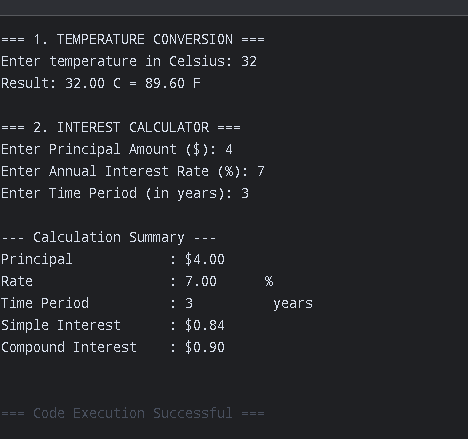 === 1. TEMPERATURE CONVERSION ===
Enter temperature in Celsius: 32
Result: 32.00 C = 89.60 F
=== 2. INTEREST CALCULATOR ===
Enter Principal Amount ($): 4
Enter Annual Interest Rate (%): 7
Enter Time Period (in years): 3
--- Calculation Summary ---
Principal            : $4.00
Rate                 : 7.00      %
Time Period          : 3          years
Simple Interest      : $0.84
Compound Interest    : $0.90
=== Code Execution Successful ===